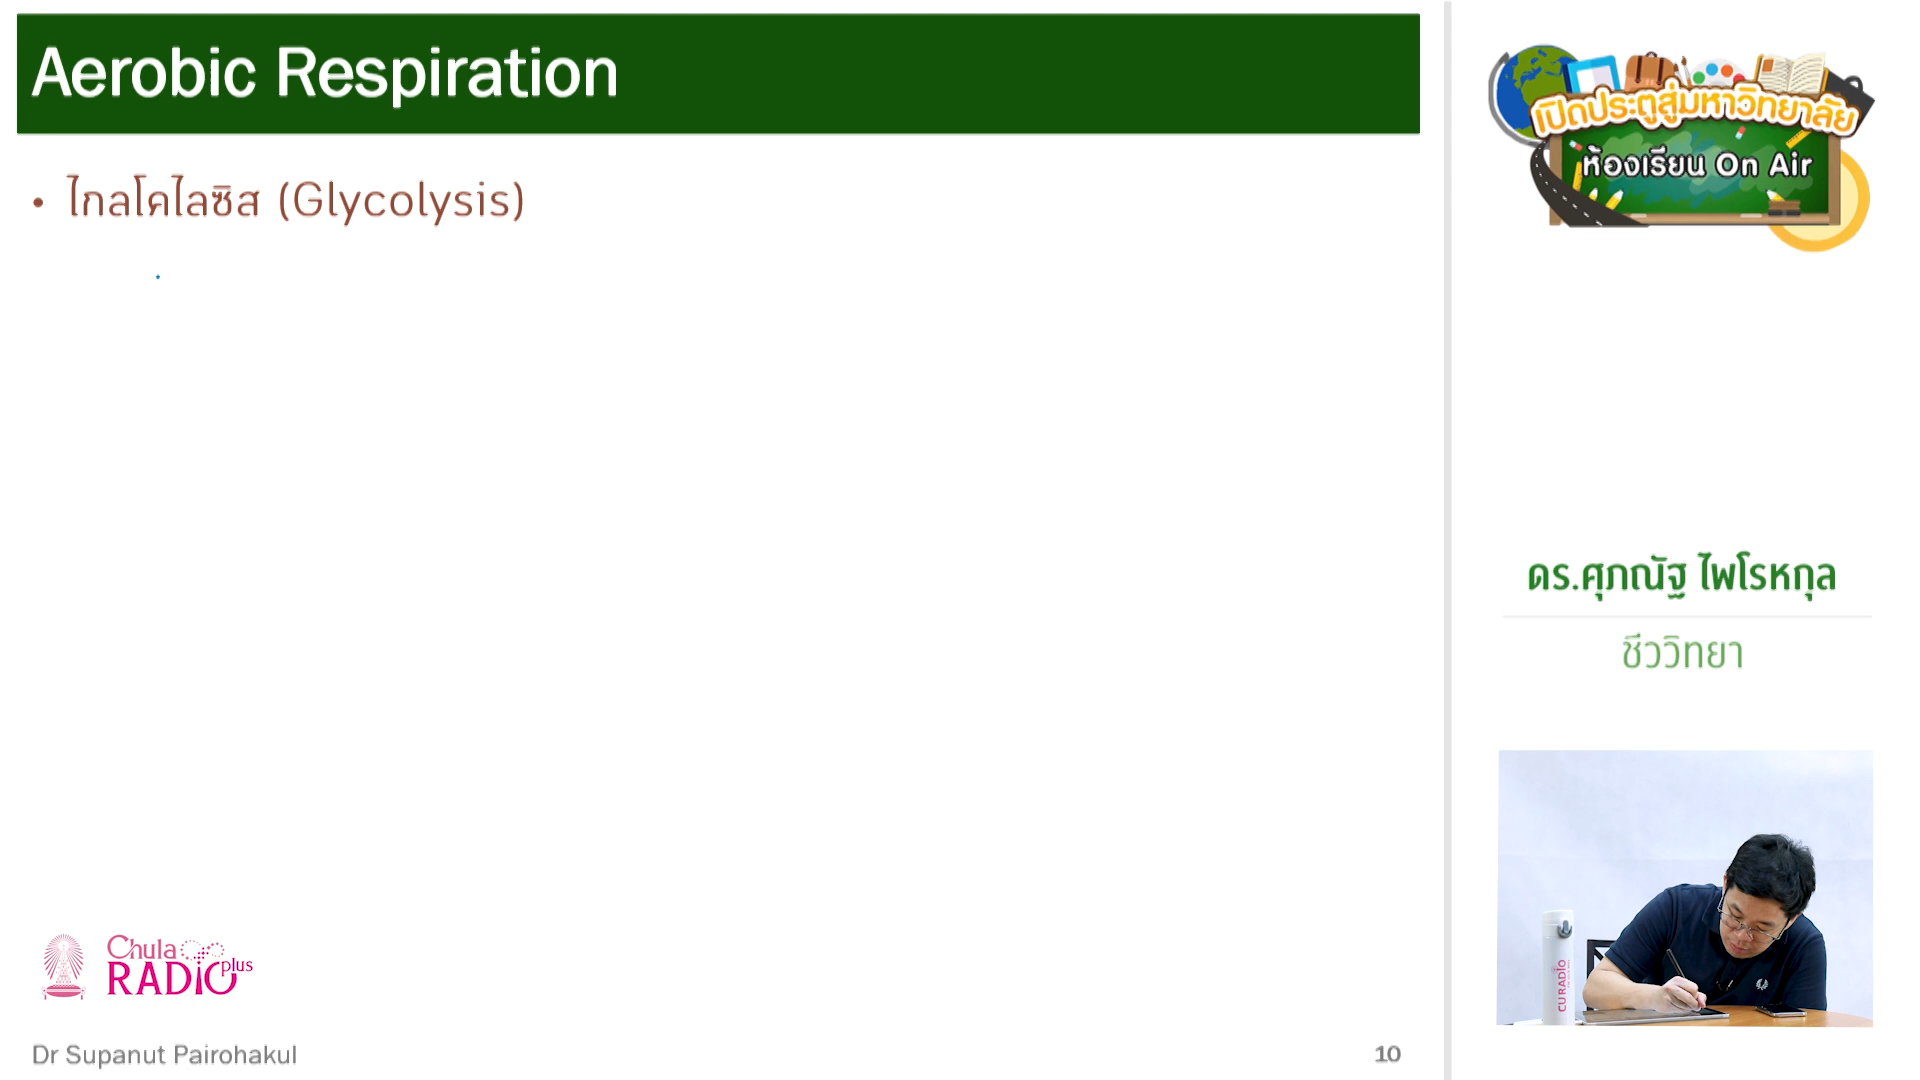 Aerobic Respiration
• ไกลโคไลซิส (Glycolysis)
Chula
RADIO plus
Dr Supanut Pairohakul
10
เปิดประตูสู่มหาวิทยาลัย
ห้องเรียน On Air
ดร.ศุภณัฐ ไพโรหกุล
ชีววิทยา
CU RADIO